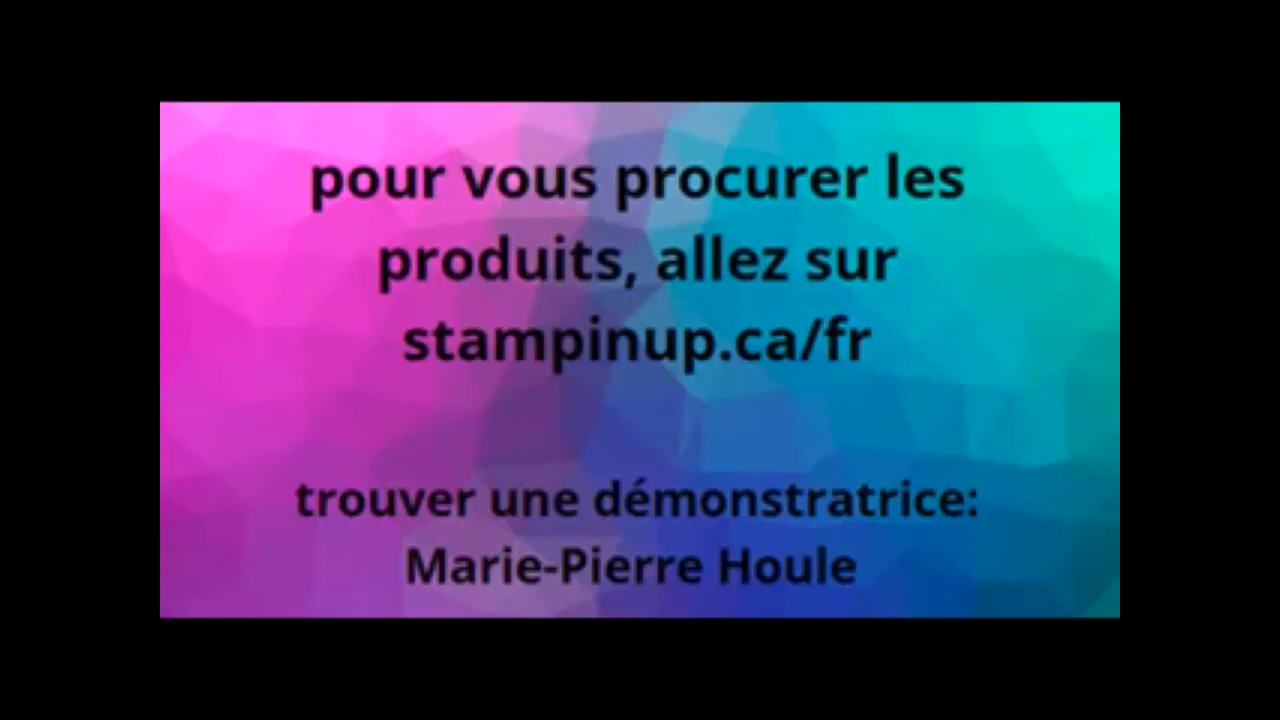 pour vous procurer les
produits, allez sur
stampinup.ca/fr
trouver une démonstratrice:
Marie-Pierre Houle